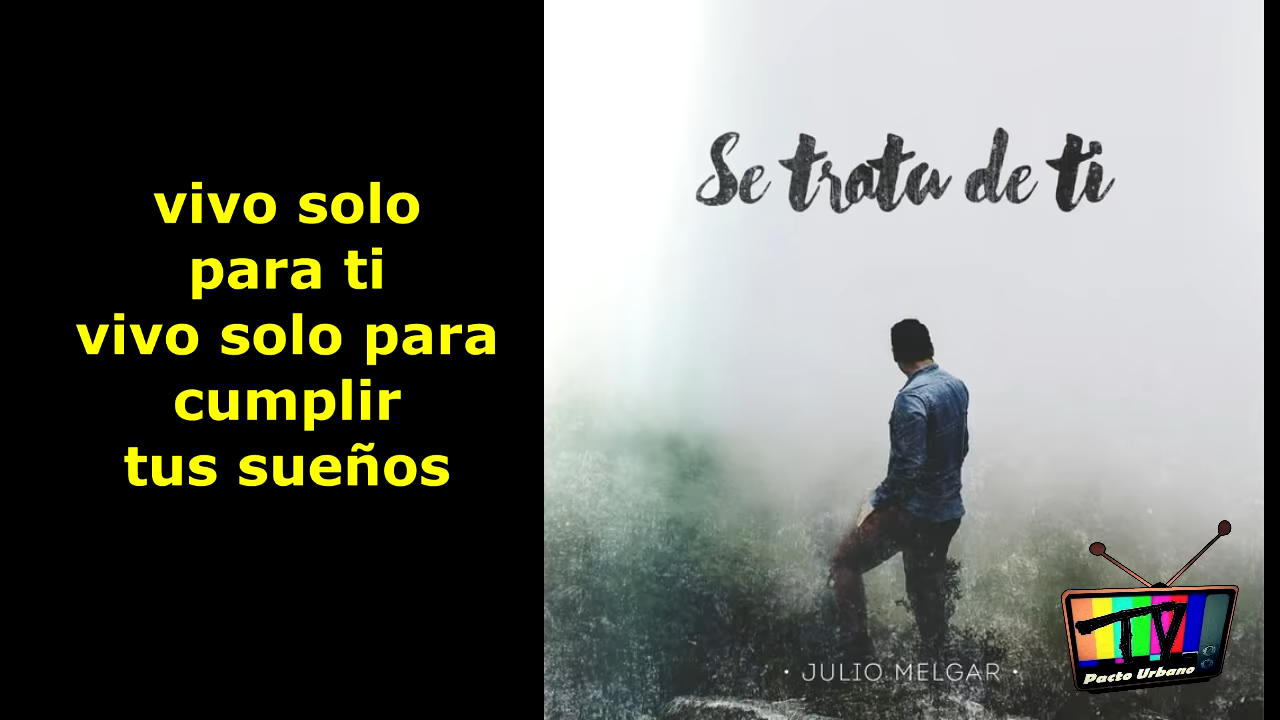 vivo solo
para ti
vivo solo para
cumplir
tus sueños
Se trata de ti
• JULIO MELGAR •
TV
Pacto Urbano